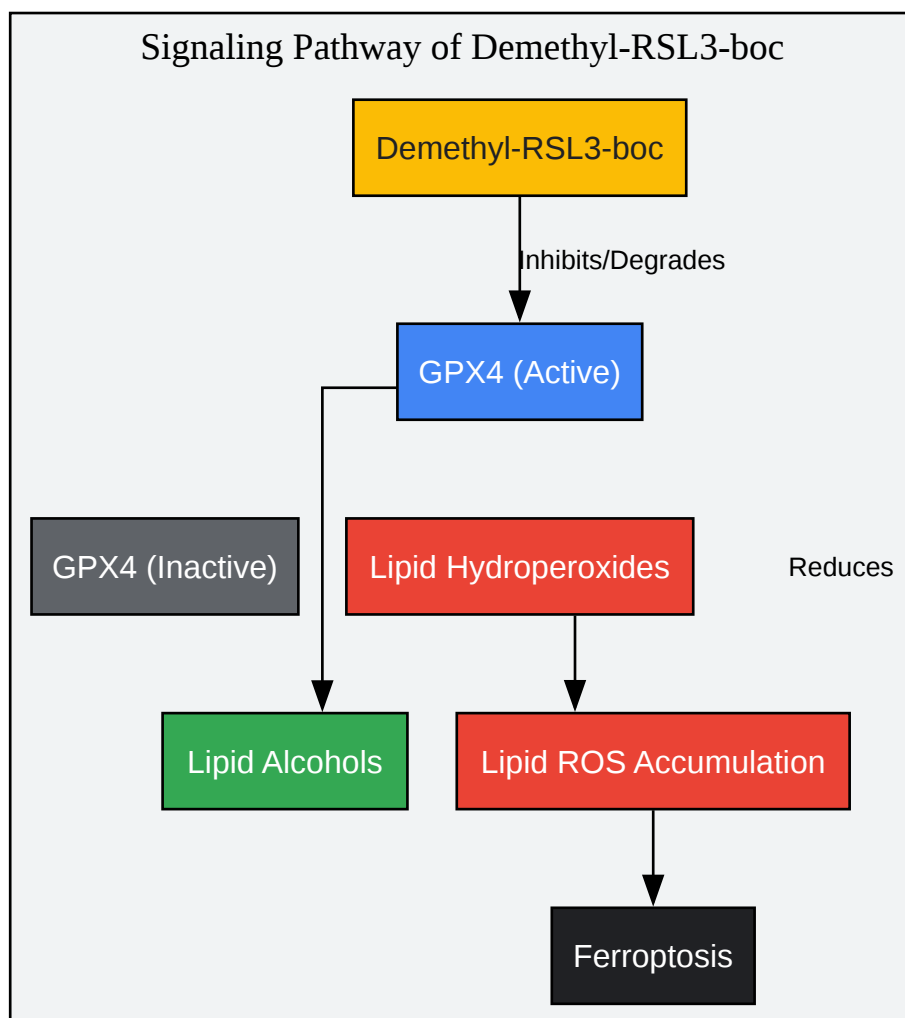 Signaling Pathway of Demethyl-RSL3-boc
Demethyl-RSL3-boc
Inhibits/Degrades
GPX4 (Active)
GPX4 (Inactive)
Lipid Hydroperoxides
Reduces
Lipid Alcohols
Lipid ROS Accumulation
Ferroptosis